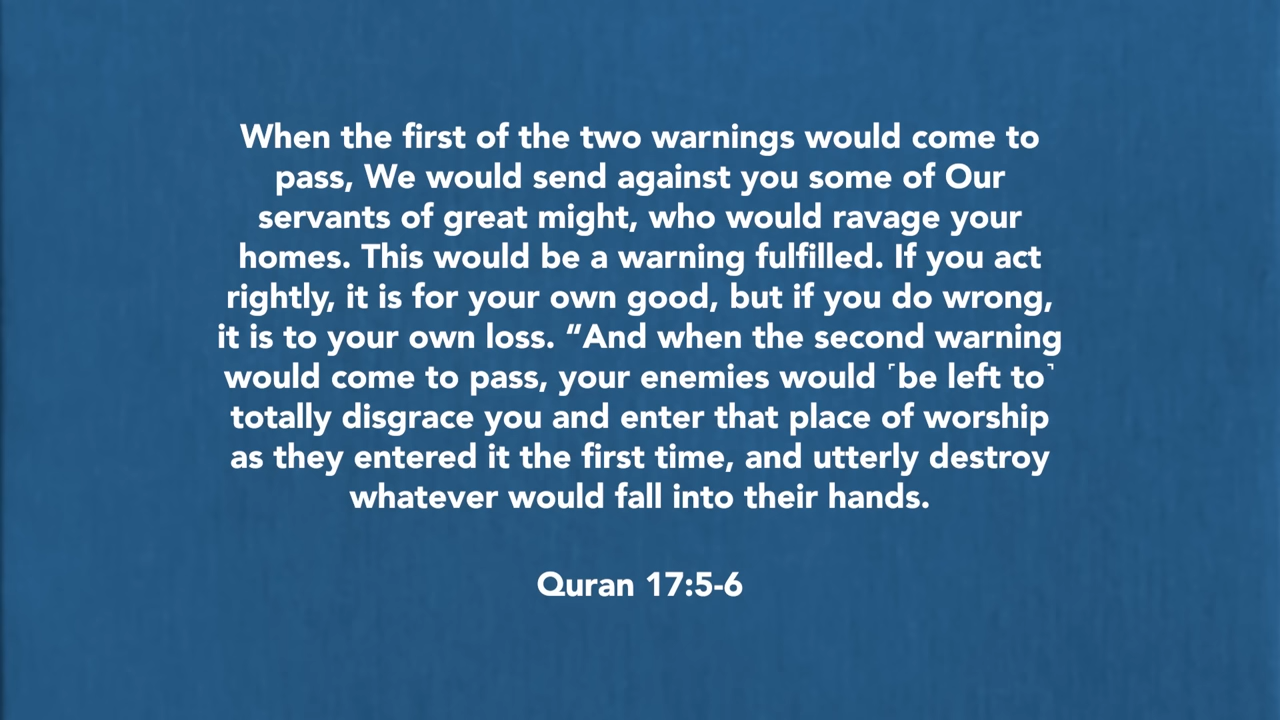 When the first of the two warnings would come to
pass, We would send against you some of Our
servants of great might, who would ravage your
homes. This would be a warning fulfilled. If you act
rightly, it is for your own good, but if you do wrong,
it is to your own loss. “And when the second warning
would come to pass, your enemies would ˹be left to˺
totally disgrace you and enter that place of worship
as they entered it the first time, and utterly destroy
whatever would fall into their hands.
Quran 17:5-6